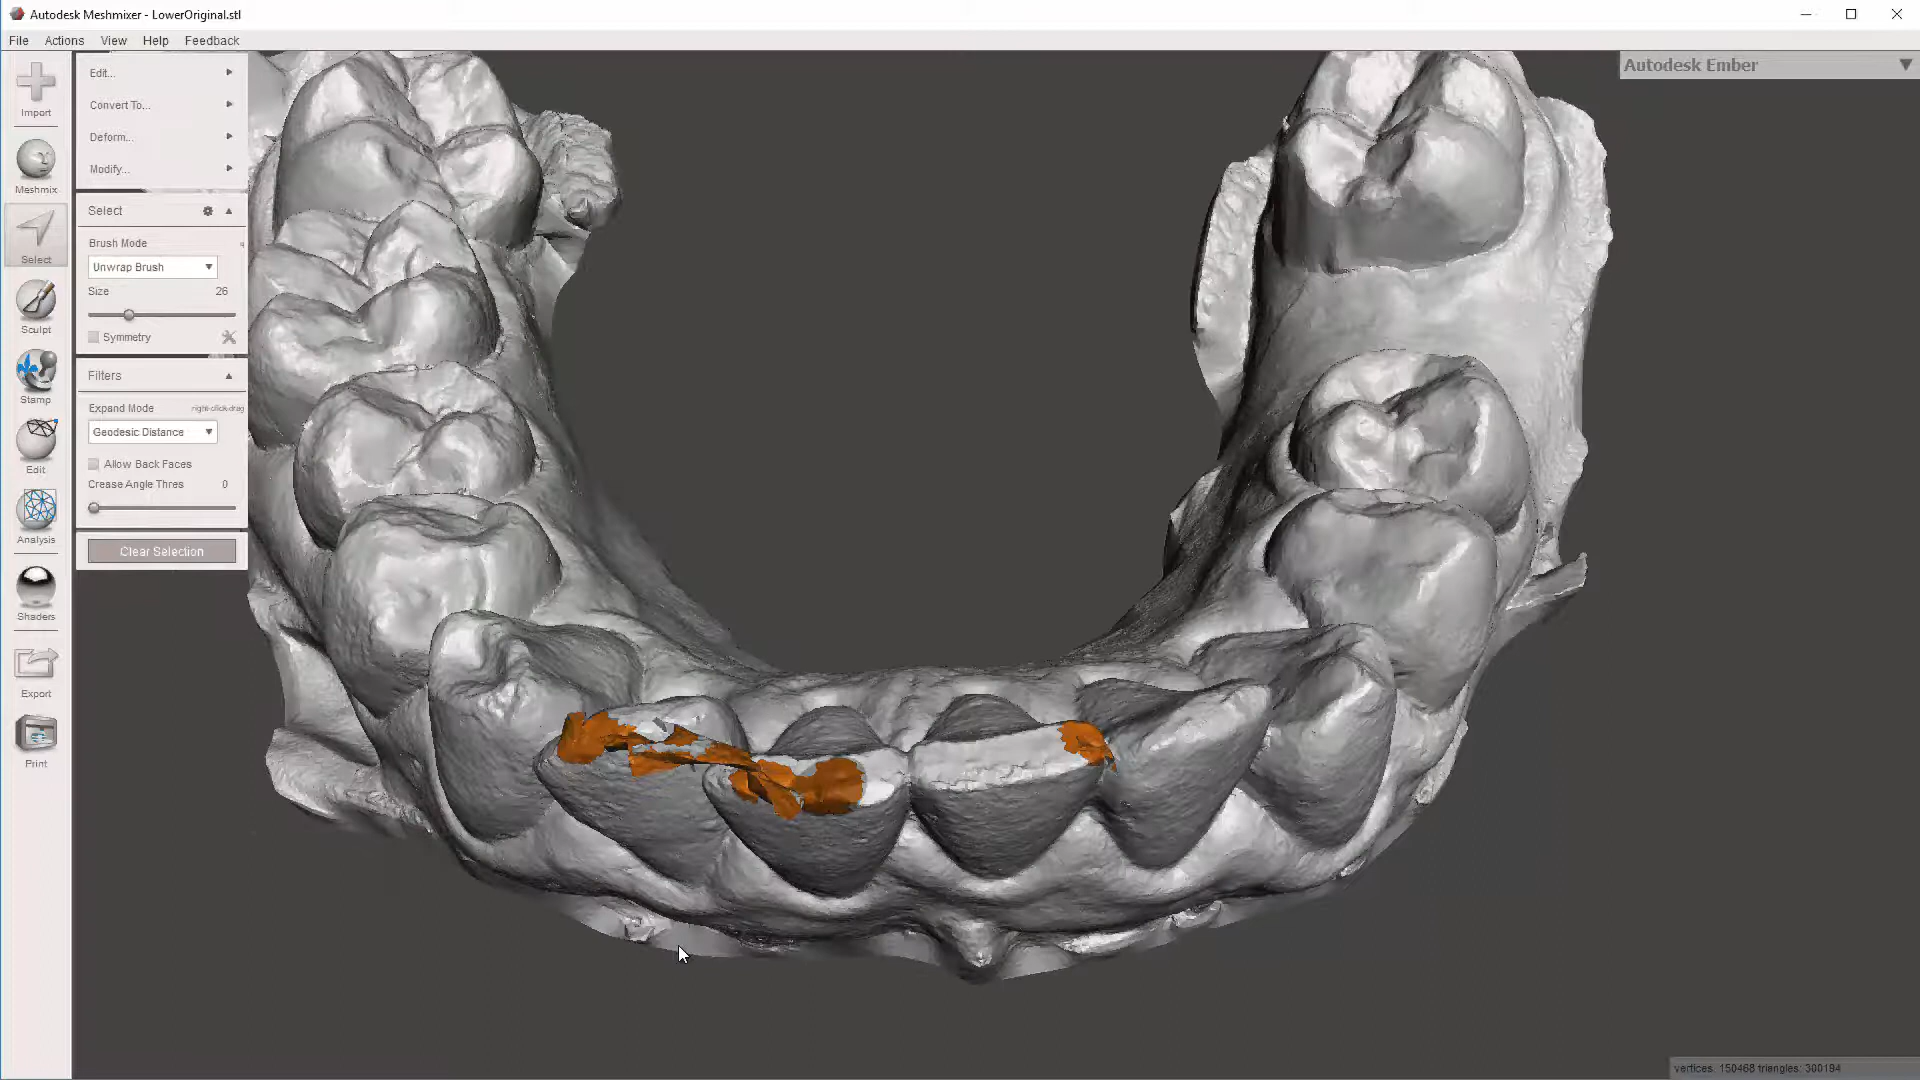 Autodesk Meshmixer - LowerOriginal.stl
File Actions View Help Feedback
Import
Meshmix
Select
Sculpt
Stamp
Edit
Analysis
Shaders
Export
Print
Edit...
Convert To...
Deform...
Modify...
Select
Brush Mode
Unwrap Brush
Size 26
Symmetry
Filters
Expand Mode right-click-drag
Geodesic Distance
Allow Back Faces
Crease Angle Thres 0
Clear Selection
Autodesk Ember
vertices: 150468 triangles: 300194